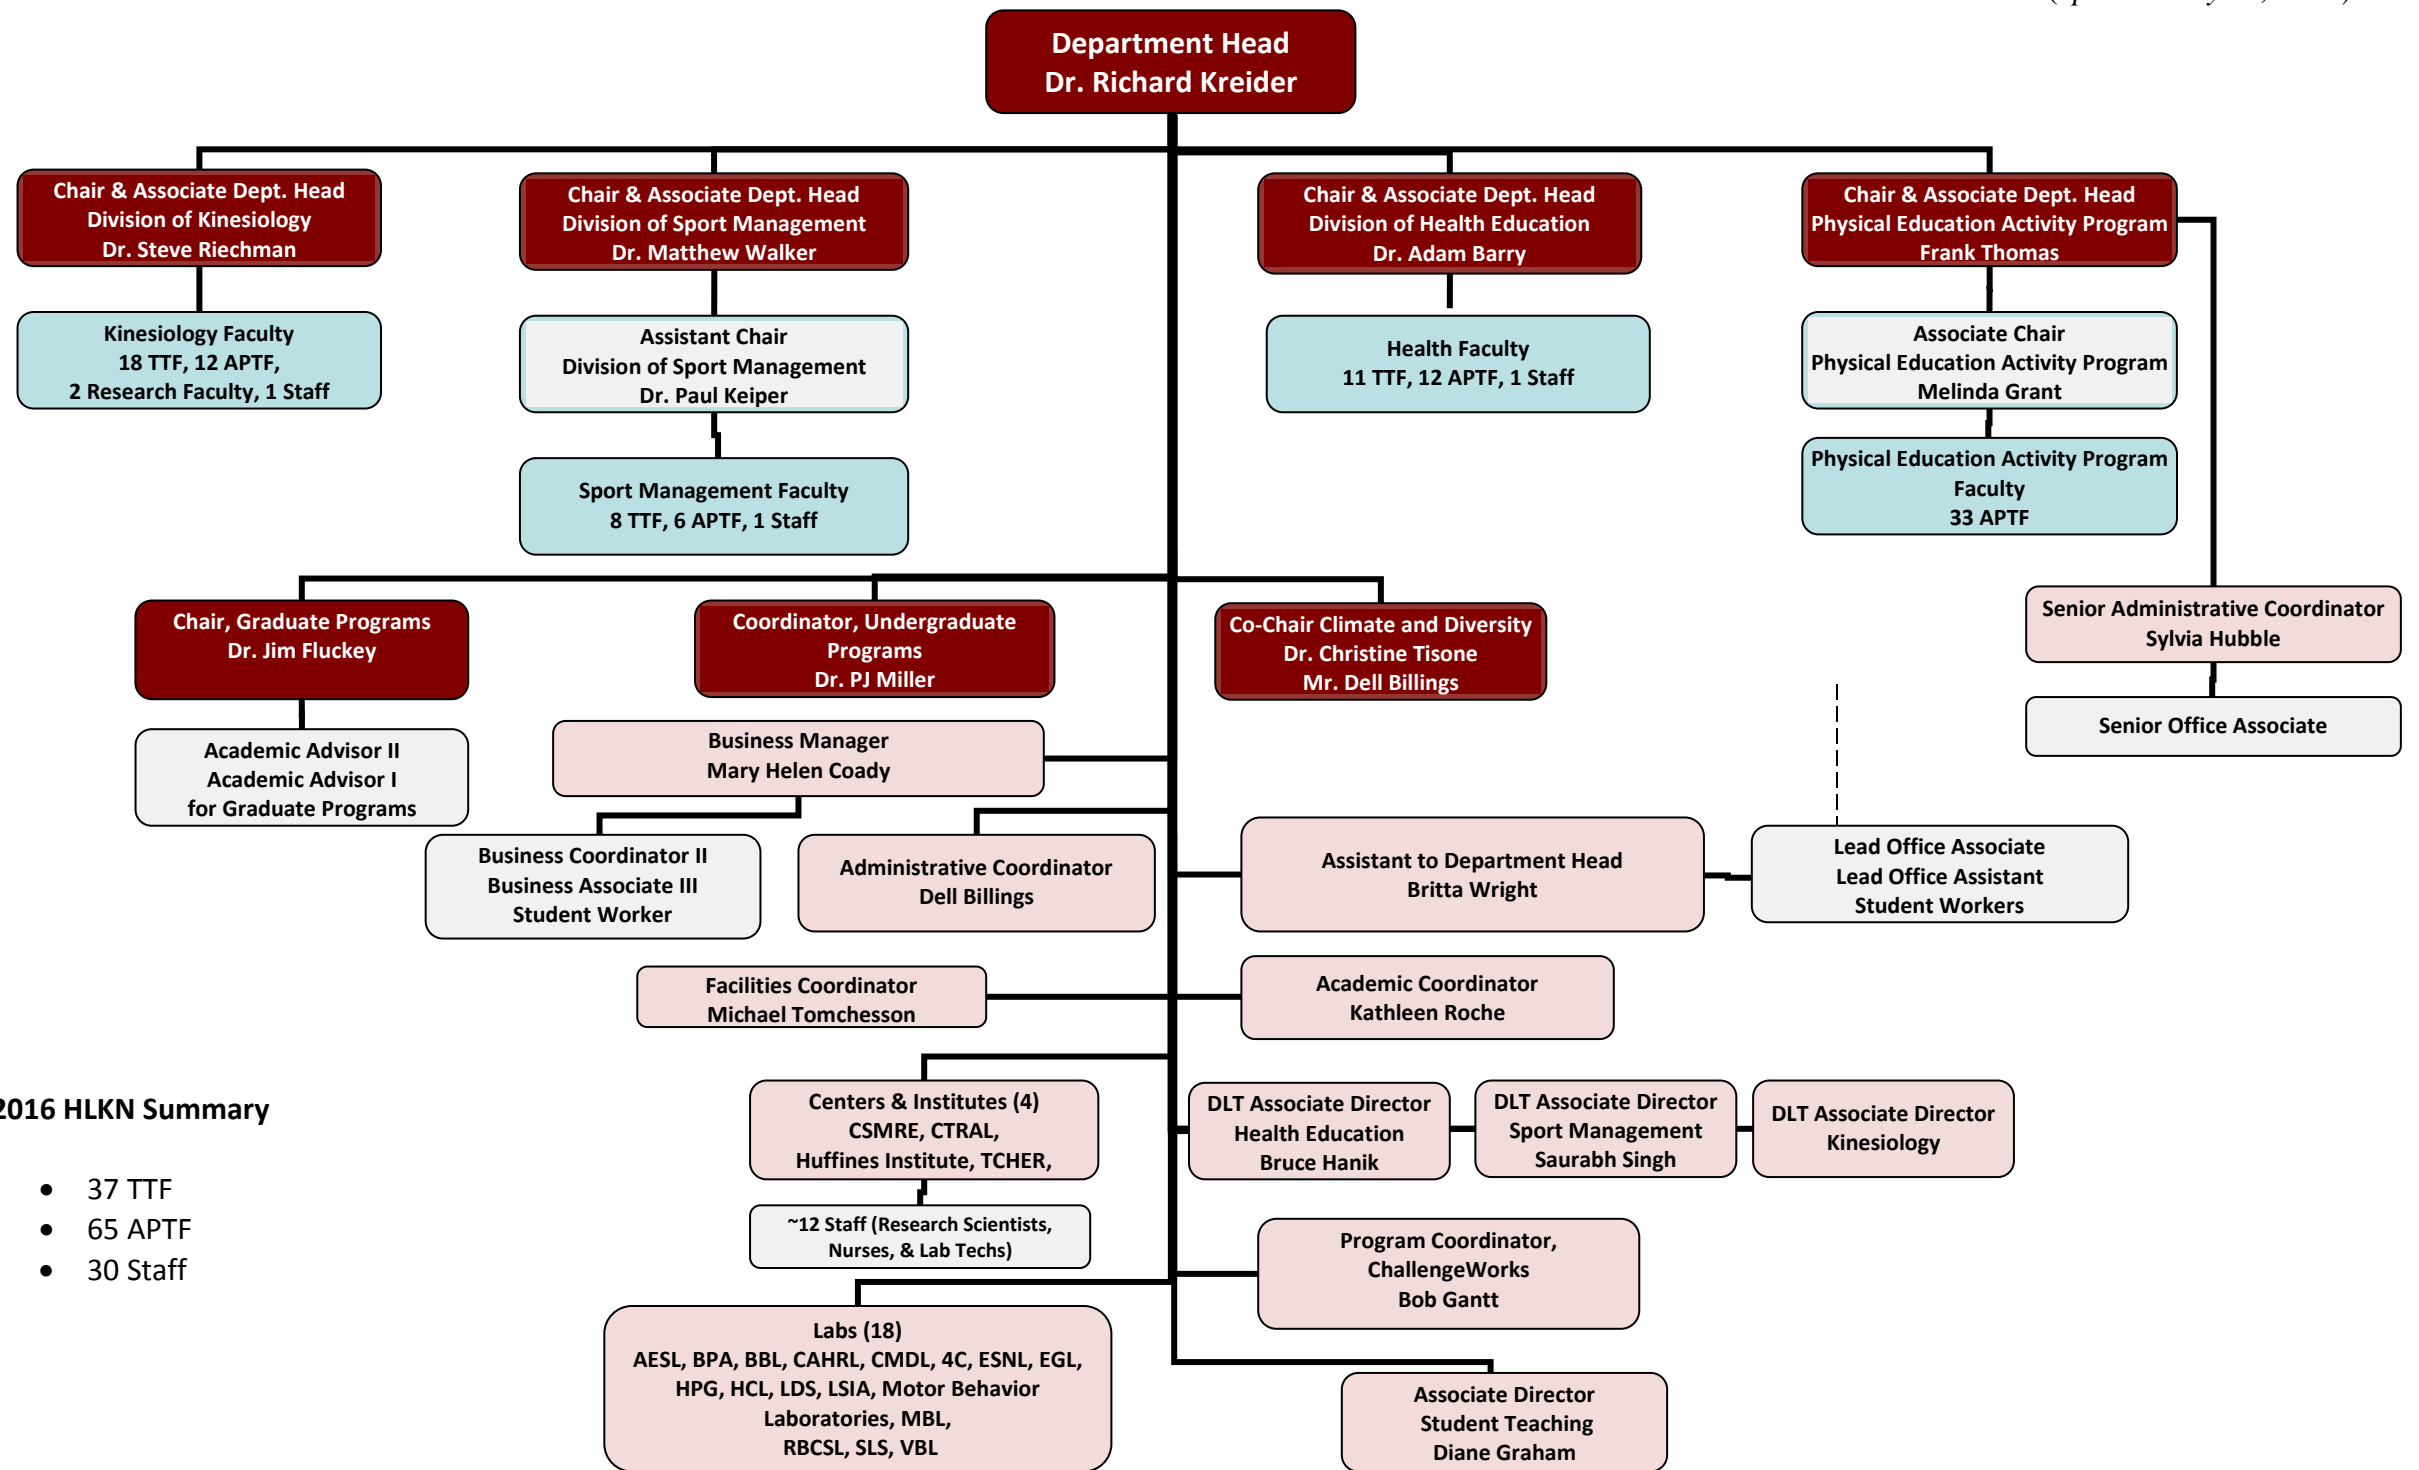 Department Head
Dr. Richard Kreider
Chair & Associate Dept. Head
Division of Kinesiology
Dr. Steve Riechman
Chair & Associate Dept. Head
Division of Sport Management
Dr. Matthew Walker
Chair & Associate Dept. Head
Division of Health Education
Dr. Adam Barry
Chair & Associate Dept. Head
Physical Education Activity Program
Frank Thomas
Kinesiology Faculty
18 TTF, 12 APTF,
2 Research Faculty, 1 Staff
Assistant Chair
Division of Sport Management
Dr. Paul Keiper
Health Faculty
11 TTF, 12 APTF, 1 Staff
Associate Chair
Physical Education Activity Program
Melinda Grant
Sport Management Faculty
8 TTF, 6 APTF, 1 Staff
Physical Education Activity Program
Faculty
33 APTF
Chair, Graduate Programs
Dr. Jim Fluckey
Coordinator, Undergraduate
Programs
Dr. PJ Miller
Co-Chair Climate and Diversity
Dr. Christine Tisone
Mr. Dell Billings
Senior Administrative Coordinator
Sylvia Hubble
Senior Office Associate
Academic Advisor II
Academic Advisor I
for Graduate Programs
Business Manager
Mary Helen Coady
Business Coordinator II
Business Associate III
Student Worker
Administrative Coordinator
Dell Billings
Assistant to Department Head
Britta Wright
Lead Office Associate
Lead Office Assistant
Student Workers
Facilities Coordinator
Michael Tomchesson
Academic Coordinator
Kathleen Roche
Centers & Institutes (4)
CSMRE, CTRAL,
Huffines Institute, TCHER,
DLT Associate Director
Health Education
Bruce Hanik
DLT Associate Director
Sport Management
Saurabh Singh
DLT Associate Director
Kinesiology
2016 HLKN Summary
• 37 TTF
• 65 APTF
• 30 Staff
~12 Staff (Research Scientists,
Nurses, & Lab Techs)
Program Coordinator,
ChallengeWorks
Bob Gantt
Labs (18)
AESL, BPA, BBL, CAHRL, CMDL, 4C, ESNL, EGL,
HPG, HCL, LDS, LSIA, Motor Behavior
Laboratories, MBL,
RBCSL, SLS, VBL
Associate Director
Student Teaching
Diane Graham